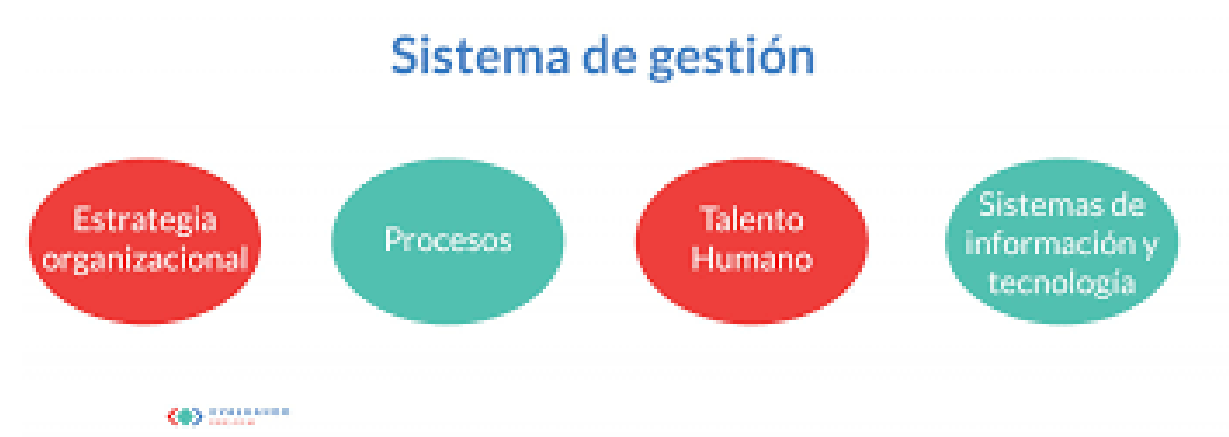 Sistema de gestión
Estrategia
organizacional
Procesos
Talento
Humano
Sistemas de
información y
tecnología